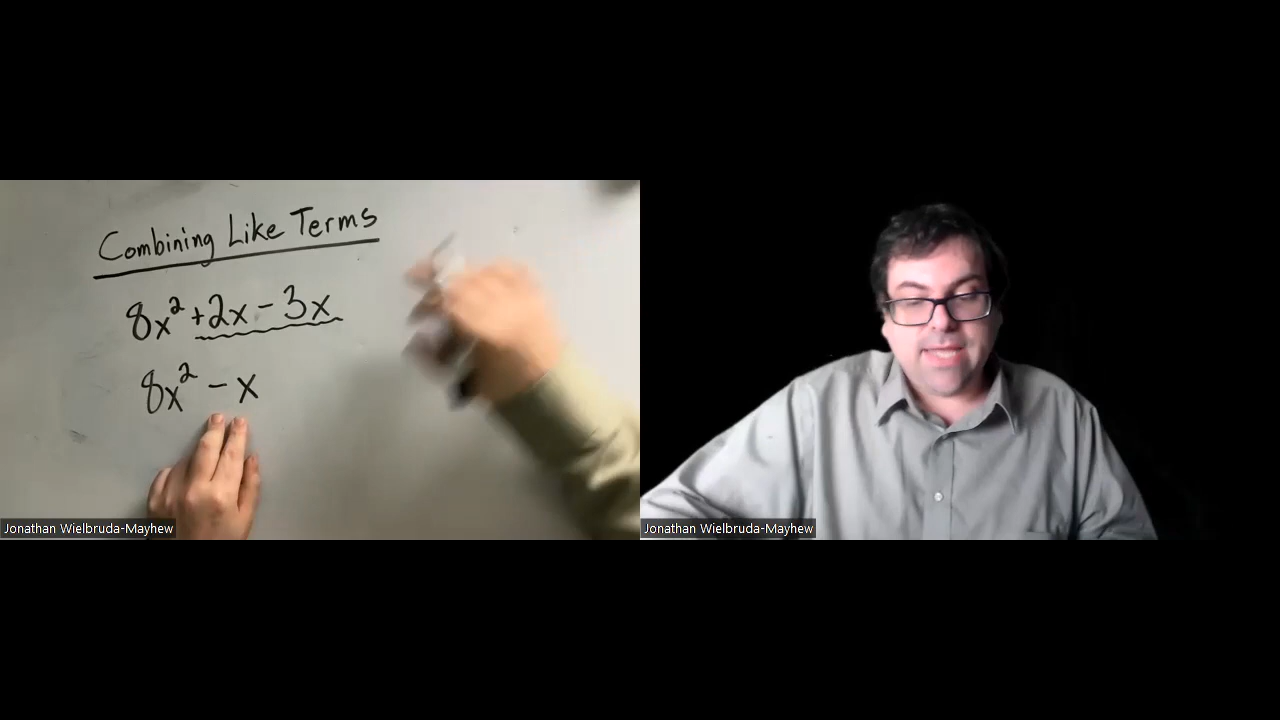 Combining Like Terms
8x² + 2x - 3x
8x² - x
Jonathan Wielbruda-Mayhew
Jonathan Wielbruda-Mayhew